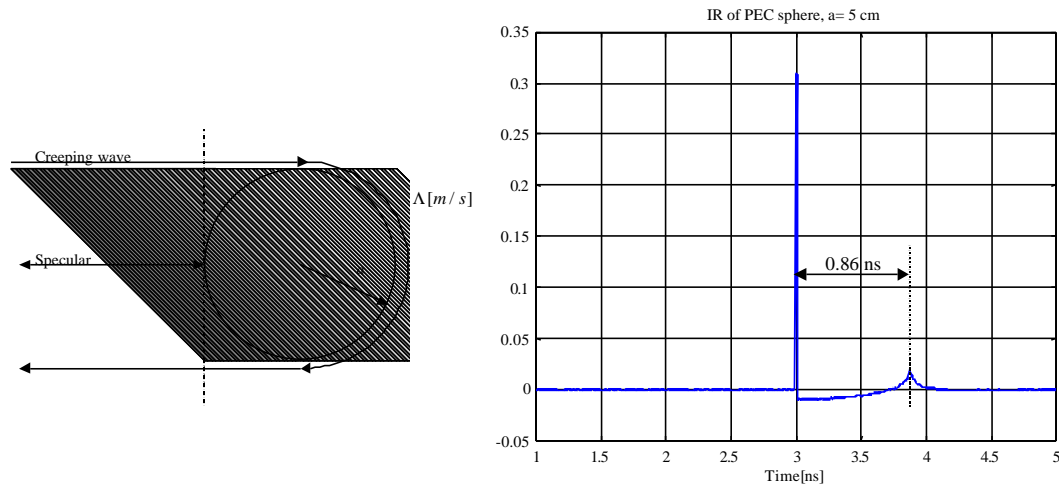 Creeping wave
Λ[m/s]
Specular
a
IR of PEC sphere, a= 5 cm
0.35
0.3
0.25
0.2
0.15
0.1
0.05
0
-0.05
0.86 ns
1 1.5 2 2.5 3 3.5 4 4.5 5
Time[ns]